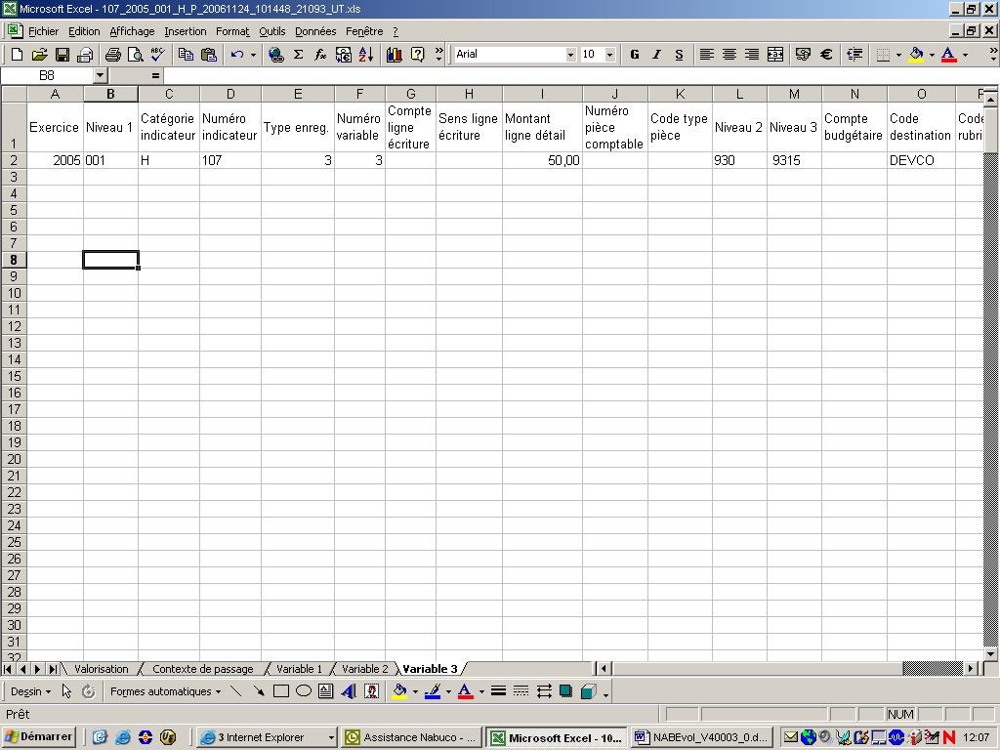 Microsoft Excel - 107_2005_001_H_P_20061124_101448_21093_UT.xls
Fichier Edition Affichage Insertion Format Outils Données Fenêtre ?
Arial 10 G I S
B8 =
A B C D E F G H I J K L M N O P
1 Exercice Niveau 1 Catégorie indicateur Numéro indicateur Type enreg. Numéro variable Compte ligne écriture Sens ligne écriture Montant ligne détail Numéro pièce comptable Code type pièce Niveau 2 Niveau 3 Compte budgétaire Code destination Code rubri
2 2005 001 H 107 3 3 50,00 930 9315 DEVCO
3
4
5
6
7
8
9
10
11
12
13
14
15
16
17
18
19
20
21
22
23
24
25
26
27
28
29
30
31
32
Valorisation Contexte de passage Variable 1 Variable 2 Variable 3
Dessin Formes automatiques
Prêt NUM
Démarrer 3 Internet Explorer Assistance Nabuco - ... Microsoft Excel - 10... NABEvol_V40003_0.d... 12:07